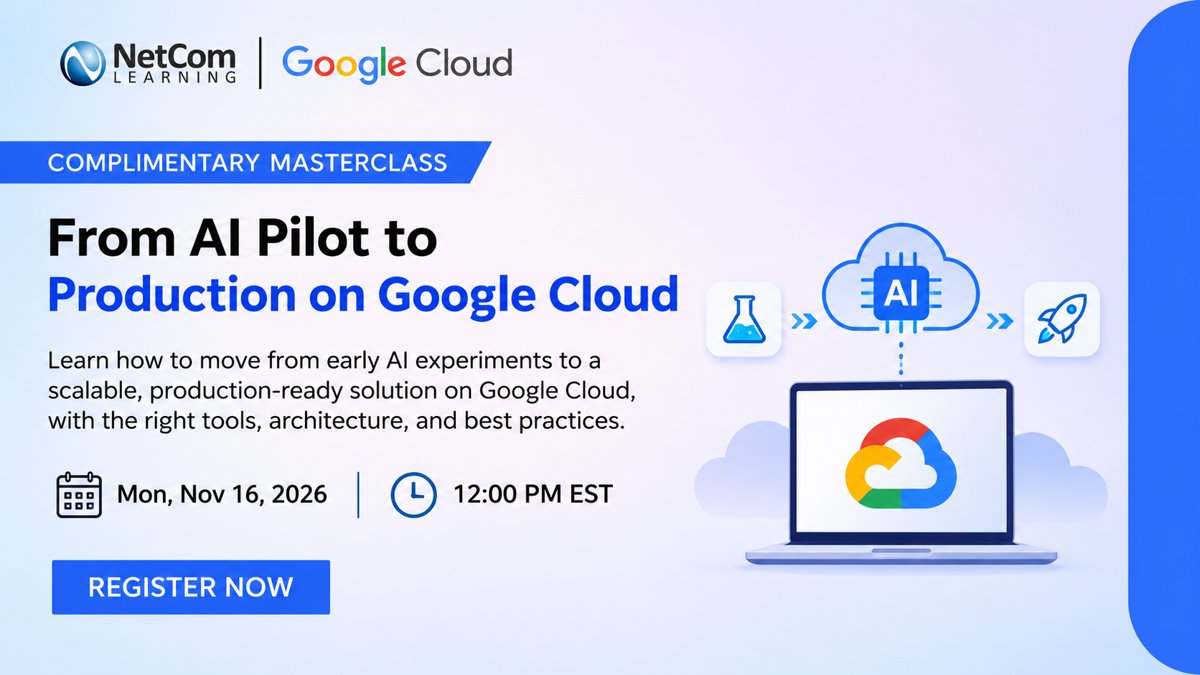 NetCom
LEARNING
Google Cloud
COMPLIMENTARY MASTERCLASS
From AI Pilot to
Production on Google Cloud
Learn how to move from early AI experiments to a
scalable, production-ready solution on Google Cloud,
with the right tools, architecture, and best practices.
Mon, Nov 16, 2026
12:00 PM EST
REGISTER NOW
AI